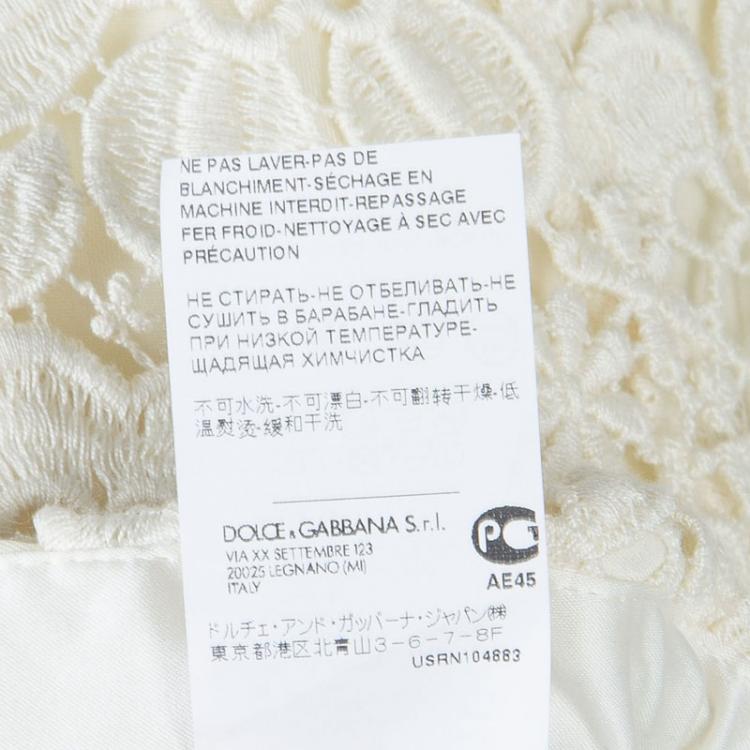 NE PAS LAVER-PAS DE
BLANCHIMENT-SÉCHAGE EN
MACHINE INTERDIT-REPASSAGE
FER FROID-NETTOYAGE À SEC AVEC
PRÉCAUTION
НЕ СТИРАТЬ-НЕ ОТБЕЛИВАТЬ-НЕ
СУШИТЬ В БАРАБАНЕ-ГЛАДИТЬ
ПРИ НИЗКОЙ ТЕМПЕРАТУРЕ-
ЩАДЯЩАЯ ХИМЧИСТКА
不可水洗-不可漂白-不可翻转干燥-低
温熨烫-缓和干洗
DOLCE & GABBANA S.r.l.
VIA XX SETTEMBRE 123
20025 LEGNANO (MI)
ITALY
РСТ
AE45
ドルチェ・アンド・ガッバーナ・ジャパン㈱
東京都港区北青山3-6-7-8F
USRN104883